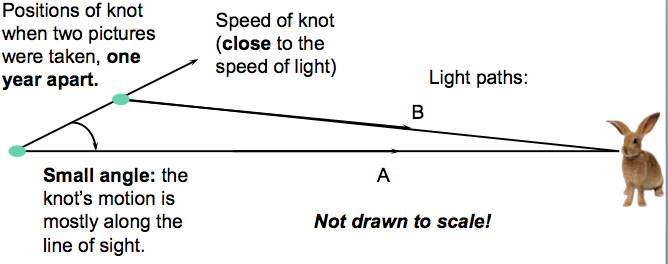 Positions of knot
when two pictures
were taken, one
year apart.
Speed of knot
(close to the
speed of light)
Light paths:
B
A
Small angle: the
knot's motion is
mostly along the
line of sight.
Not drawn to scale!